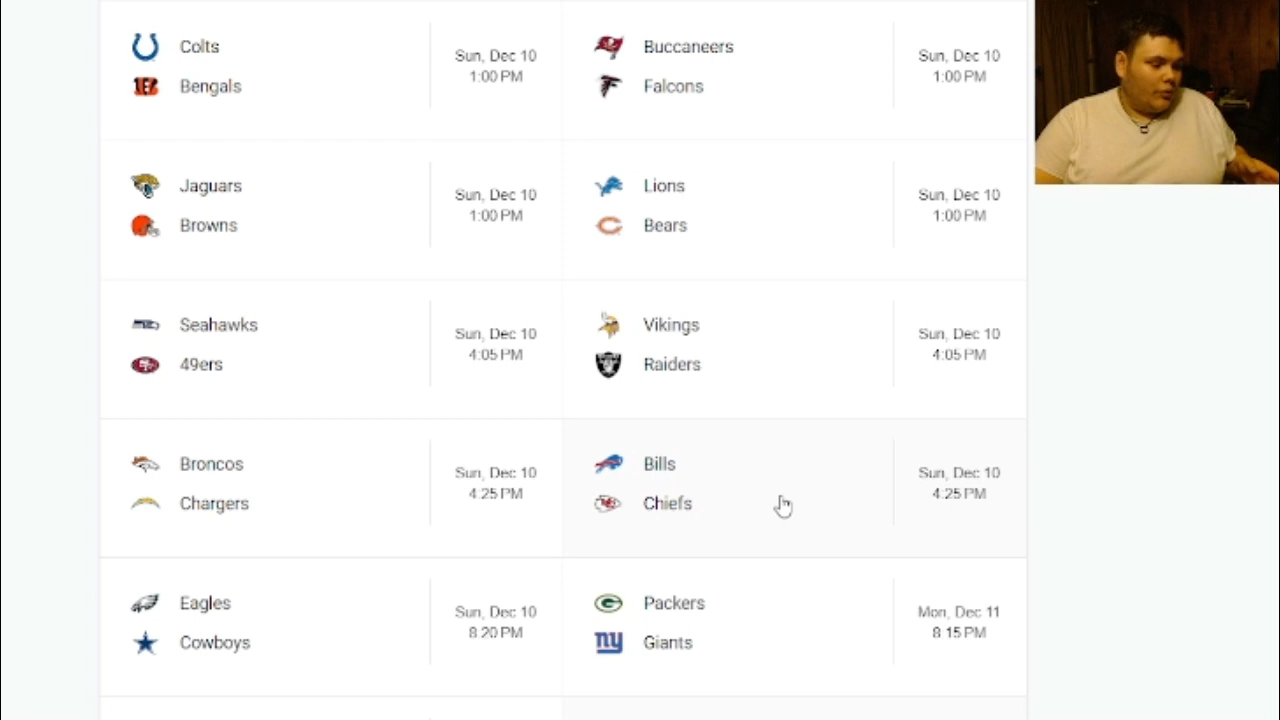 Colts
Bengals
Sun, Dec 10
1:00 PM
Buccaneers
Falcons
Sun, Dec 10
1:00 PM
Jaguars
Browns
Sun, Dec 10
1:00 PM
Lions
Bears
Sun, Dec 10
1:00 PM
Seahawks
49ers
Sun, Dec 10
4:05 PM
Vikings
Raiders
Sun, Dec 10
4:05 PM
Broncos
Chargers
Sun, Dec 10
4:25 PM
Bills
Chiefs
Sun, Dec 10
4:25 PM
Eagles
Cowboys
Sun, Dec 10
8:20 PM
Packers
ny Giants
Mon, Dec 11
8:15 PM